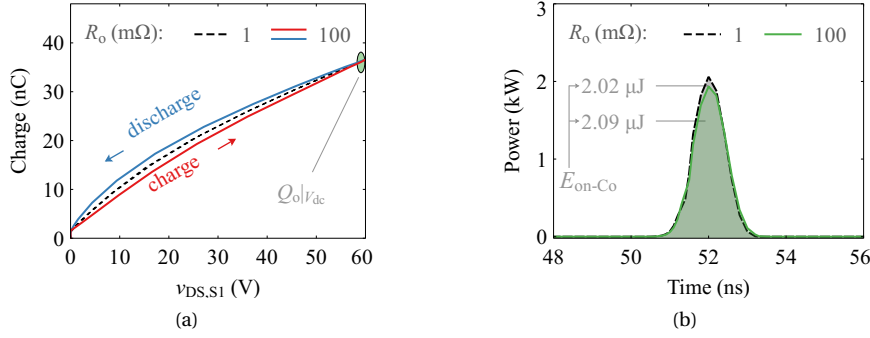 R_o (mΩ): 1 100
Charge (nC)
40
30
20
10
0
discharge
charge
Q_o|v_dc
0 10 20 30 40 50 60
v_DS,S1 (V)
(a)
R_o (mΩ): 1 100
Power (kW)
3
2
1
0
2.02 µJ
2.09 µJ
E_on-Co
48 50 52 54 56
Time (ns)
(b)